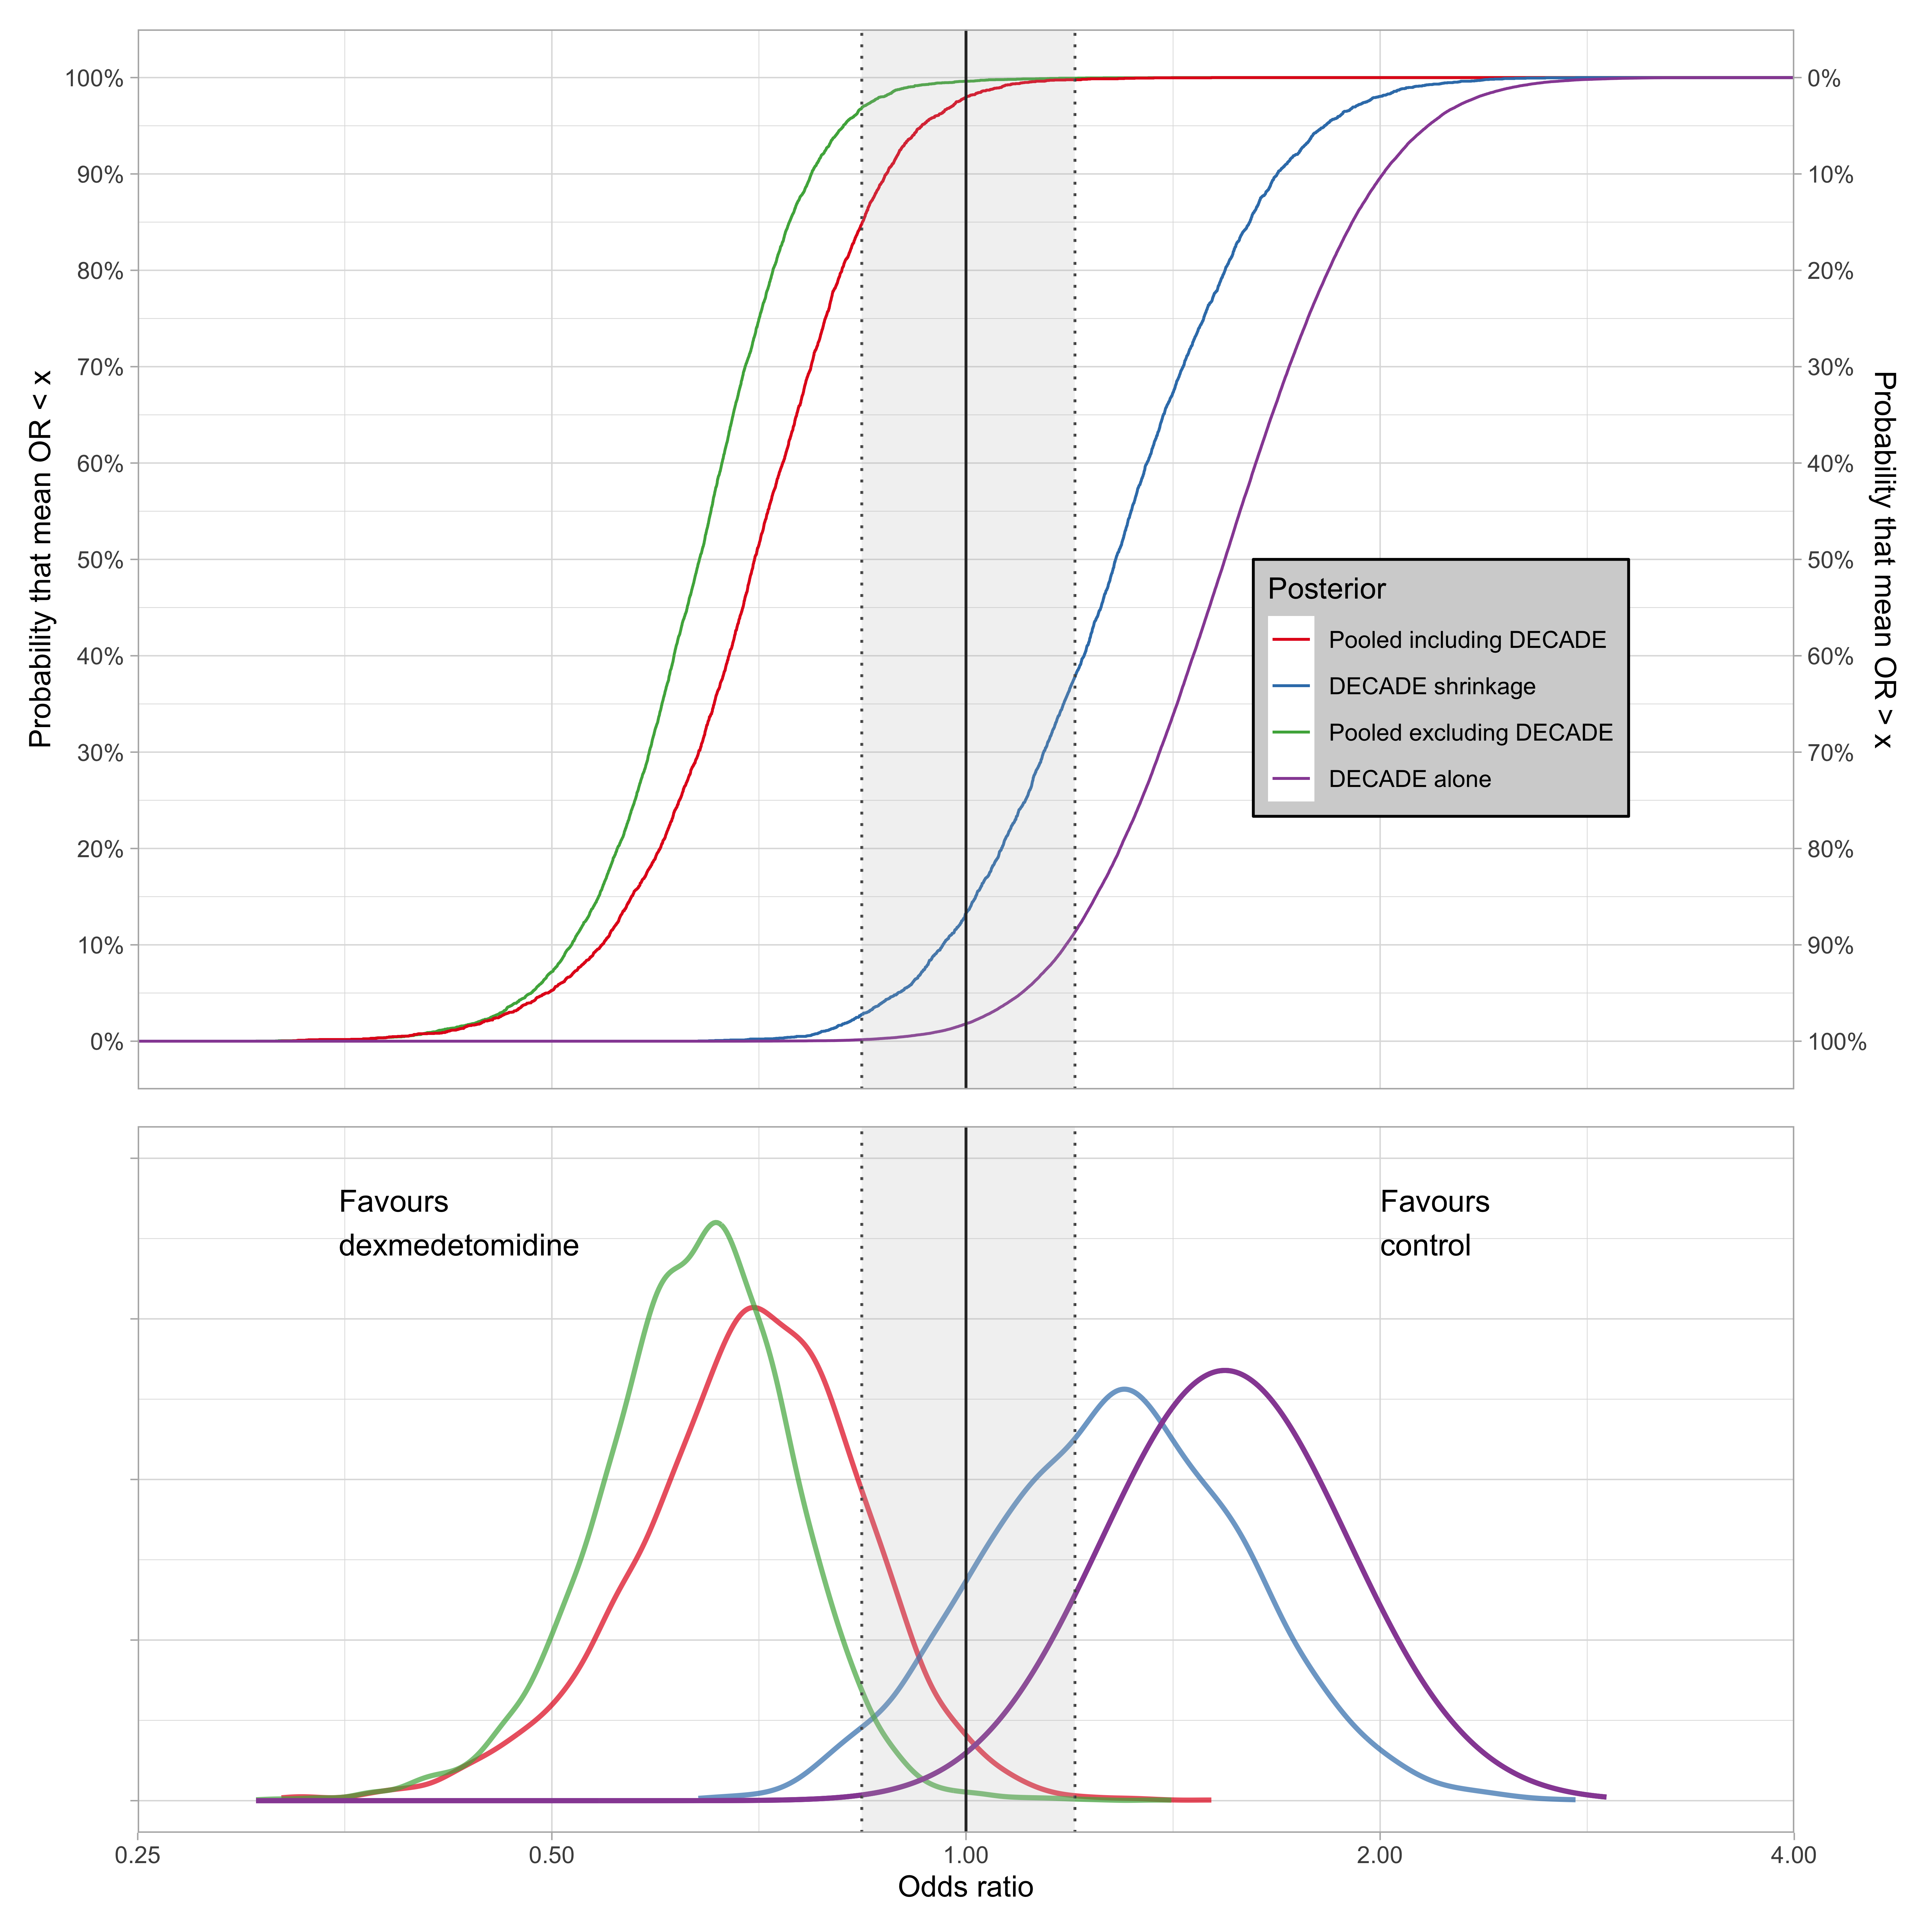 Probability that mean OR < x
100%
90%
80%
70%
60%
50%
40%
30%
20%
10%
0%
0%
10%
20%
30%
40%
50%
60%
70%
80%
90%
100%
Probability that mean OR > x
Posterior
Pooled including DECADE
DECADE shrinkage
Pooled excluding DECADE
DECADE alone
Favours
dexmedetomidine
Favours
control
0.25
0.50
1.00
2.00
4.00
Odds ratio